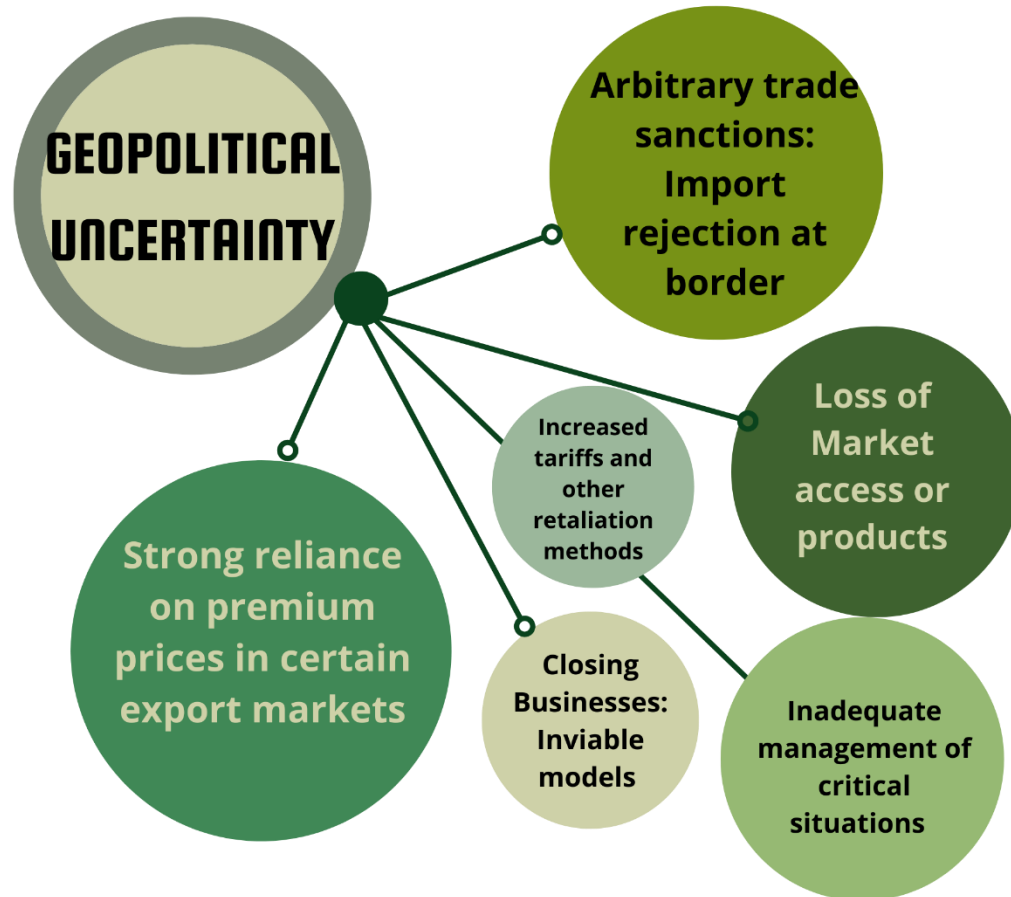 GEOPOLITICAL
UNCERTAINTY
Arbitrary trade
sanctions:
Import
rejection at
border
Loss of
Market
access or
products
Increased
tariffs and
other
retaliation
methods
Strong reliance
on premium
prices in certain
export markets
Closing
Businesses:
Inviable
models
Inadequate
management of
critical
situations